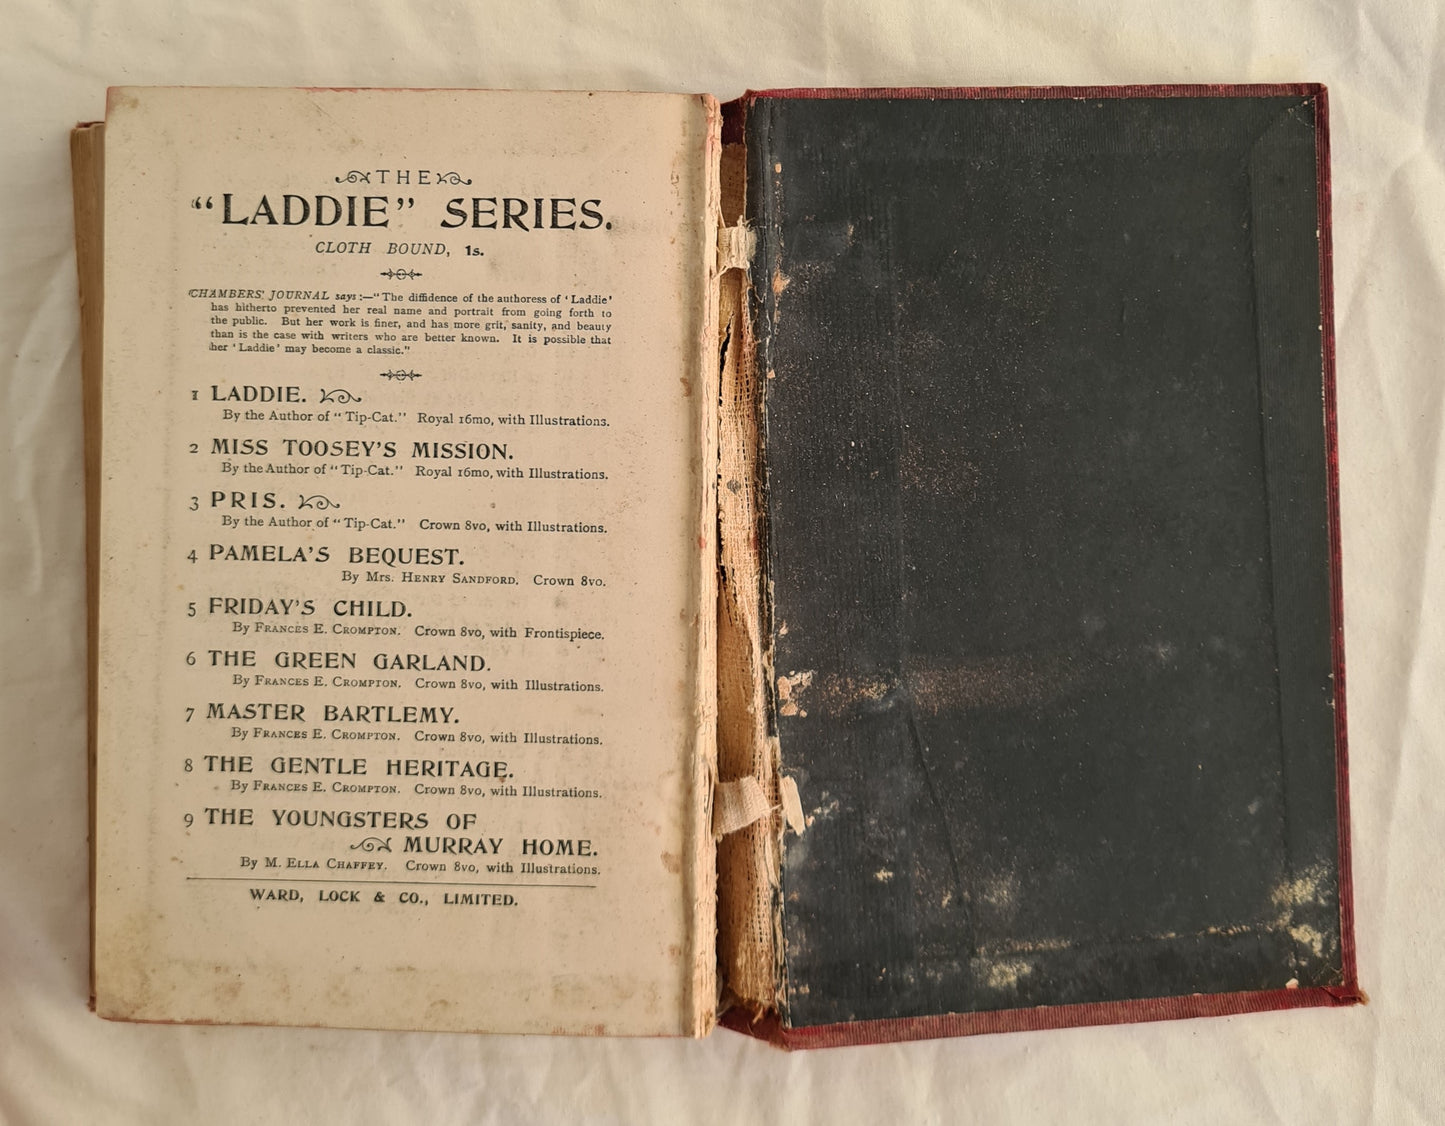 THE
"LADDIE" SERIES.
CLOTH BOUND, 1s.
CHAMBERS' JOURNAL says:—"The diffidence of the authoress of 'Laddie'
has hitherto prevented her real name and portrait from going forth to
the public. But her work is finer, and has more grit, sanity, and beauty
than is the case with writers who are better known. It is possible that
her 'Laddie' may become a classic."
1 LADDIE.
By the Author of "Tip-Cat." Royal 16mo, with Illustrations.
2 MISS TOOSEY'S MISSION.
By the Author of "Tip-Cat." Royal 16mo, with Illustrations.
3 PRIS.
By the Author of "Tip-Cat." Crown 8vo, with Illustrations.
4 PAMELA'S BEQUEST.
By Mrs. HENRY SANDFORD. Crown 8vo.
5 FRIDAY'S CHILD.
By FRANCES E. CROMPTON. Crown 8vo, with Frontispiece.
6 THE GREEN GARLAND.
By FRANCES E. CROMPTON. Crown 8vo, with Illustrations.
7 MASTER BARTLEMY.
By FRANCES E. CROMPTON. Crown 8vo, with Illustrations.
8 THE GENTLE HERITAGE.
By FRANCES E. CROMPTON. Crown 8vo, with Illustrations.
9 THE YOUNGSTERS OF
MURRAY HOME.
By M. ELLA CHAFFEY. Crown 8vo, with Illustrations.
WARD, LOCK & CO., LIMITED.